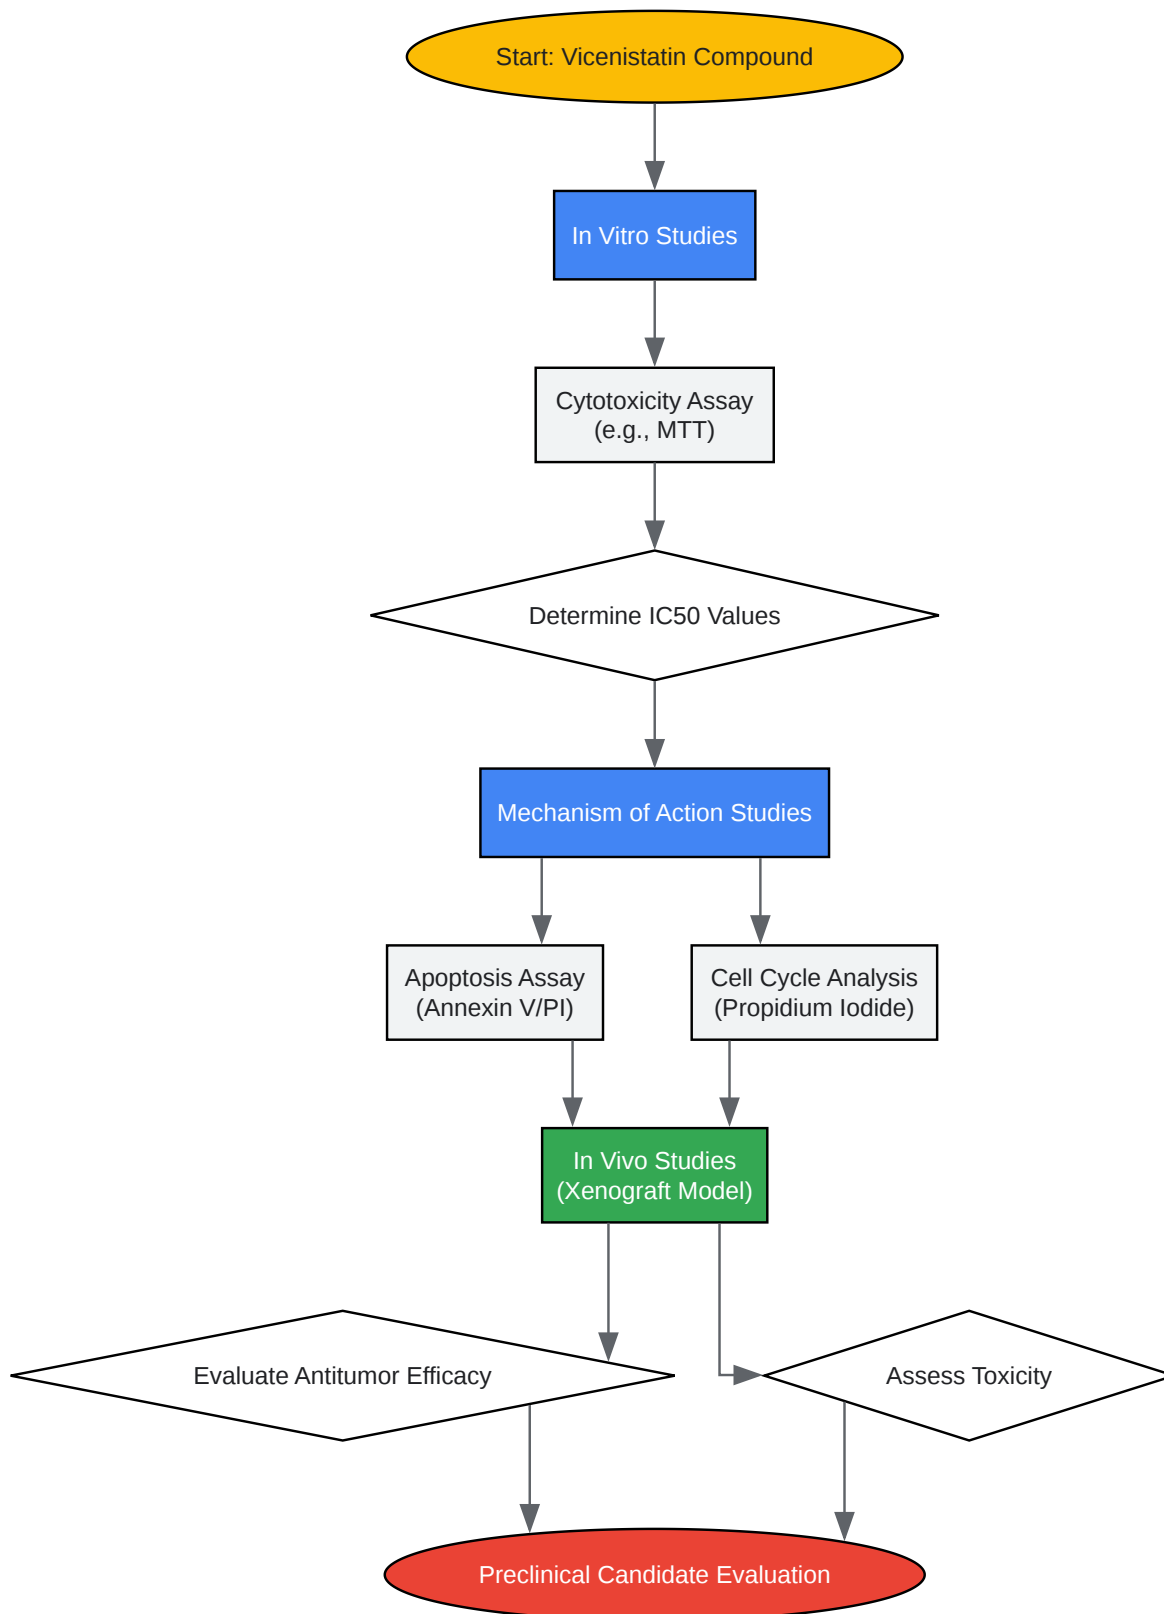 Start: Vicenistatin Compound
In Vitro Studies
Cytotoxicity Assay
(e.g., MTT)
Determine IC50 Values
Mechanism of Action Studies
Apoptosis Assay
(Annexin V/PI)
Cell Cycle Analysis
(Propidium Iodide)
In Vivo Studies
(Xenograft Model)
Evaluate Antitumor Efficacy
Assess Toxicity
Preclinical Candidate Evaluation